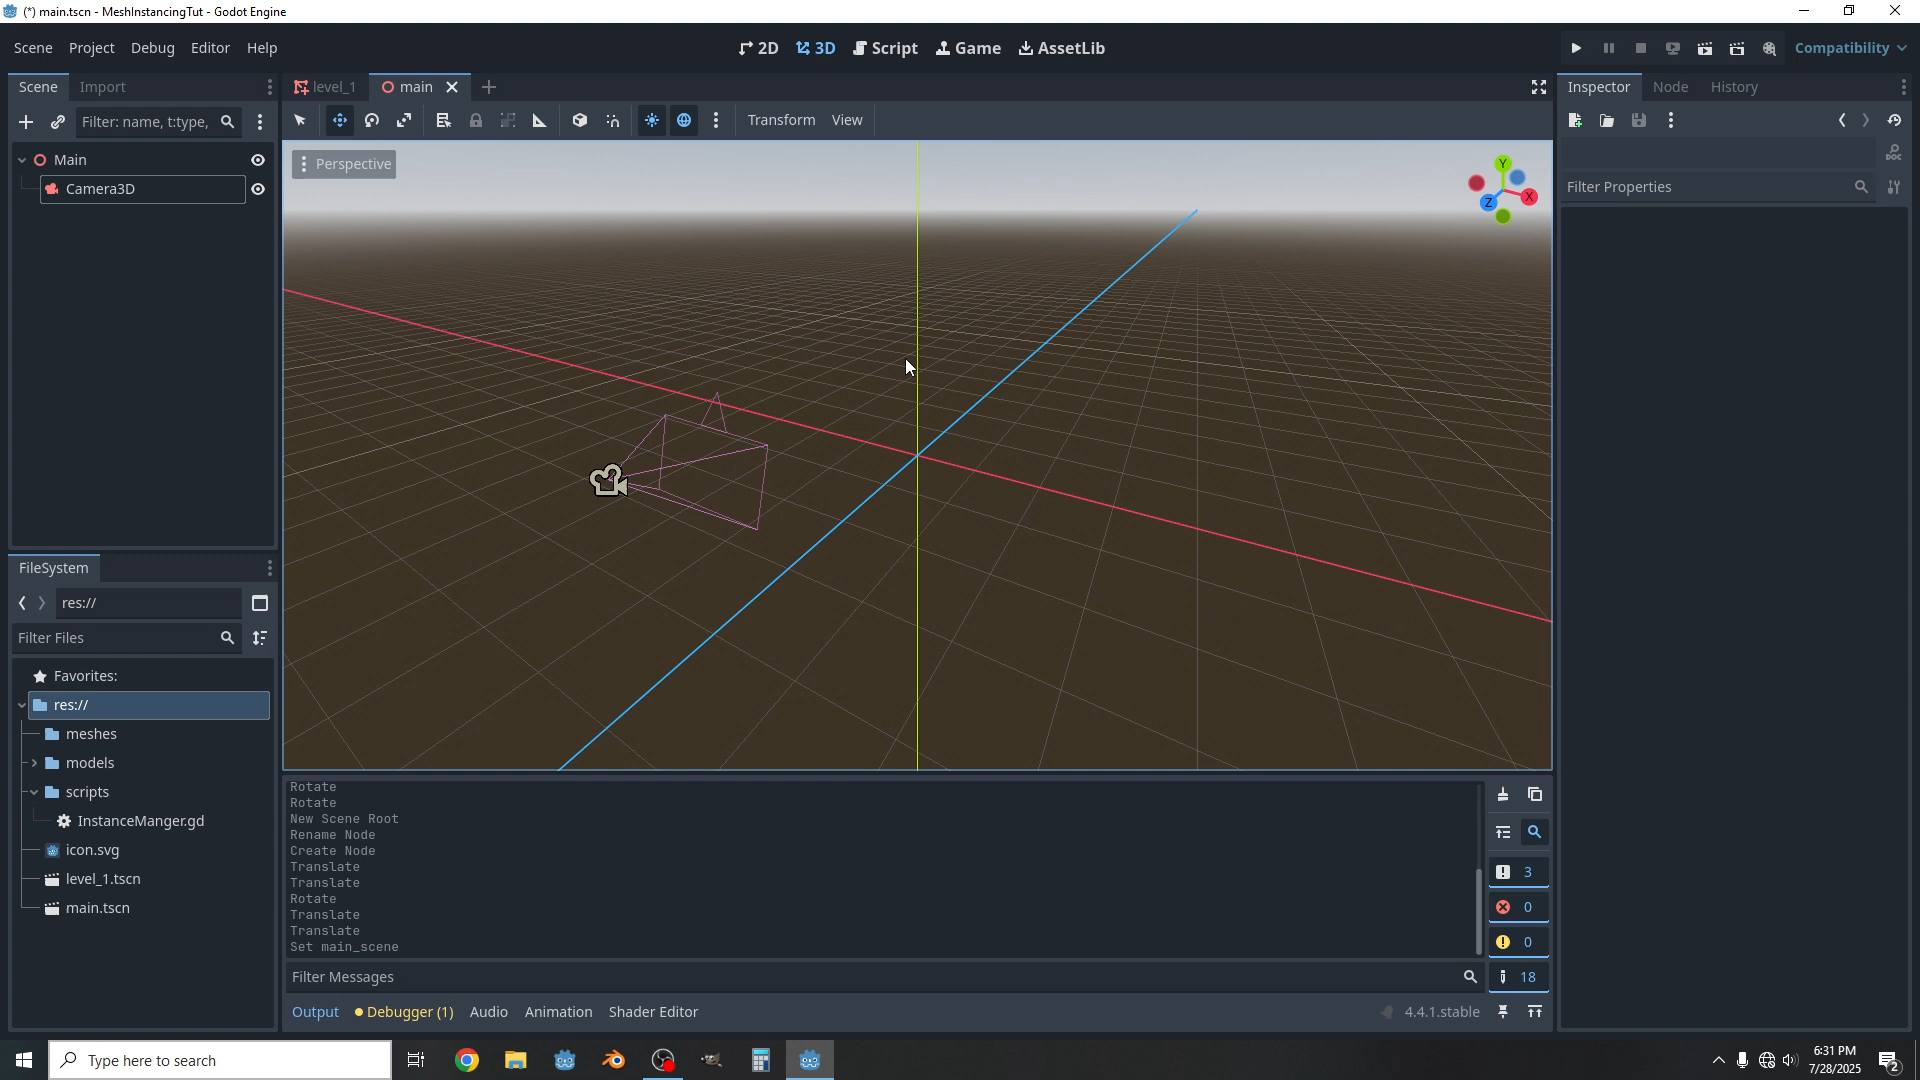 (*) main.tscn - MeshInstancingTut - Godot Engine
Scene Project Debug Editor Help
2D 3D Script Game AssetLib
Compatibility
Scene Import
level_1 main
Inspector Node History
Filter: name, t:type,
Transform View
Main
Camera3D
Perspective
Y
X
Z
DOC
Filter Properties
FileSystem
res://
Filter Files
Favorites:
res://
meshes
models
scripts
InstanceManger.gd
icon.svg
level_1.tscn
main.tscn
Rotate
Rotate
New Scene Root
Rename Node
Create Node
Translate
Translate
Rotate
Translate
Translate
Set main_scene
3
0
0
18
Filter Messages
Output Debugger (1) Audio Animation Shader Editor
4.4.1.stable
Type here to search
6:31 PM
7/28/2025
2